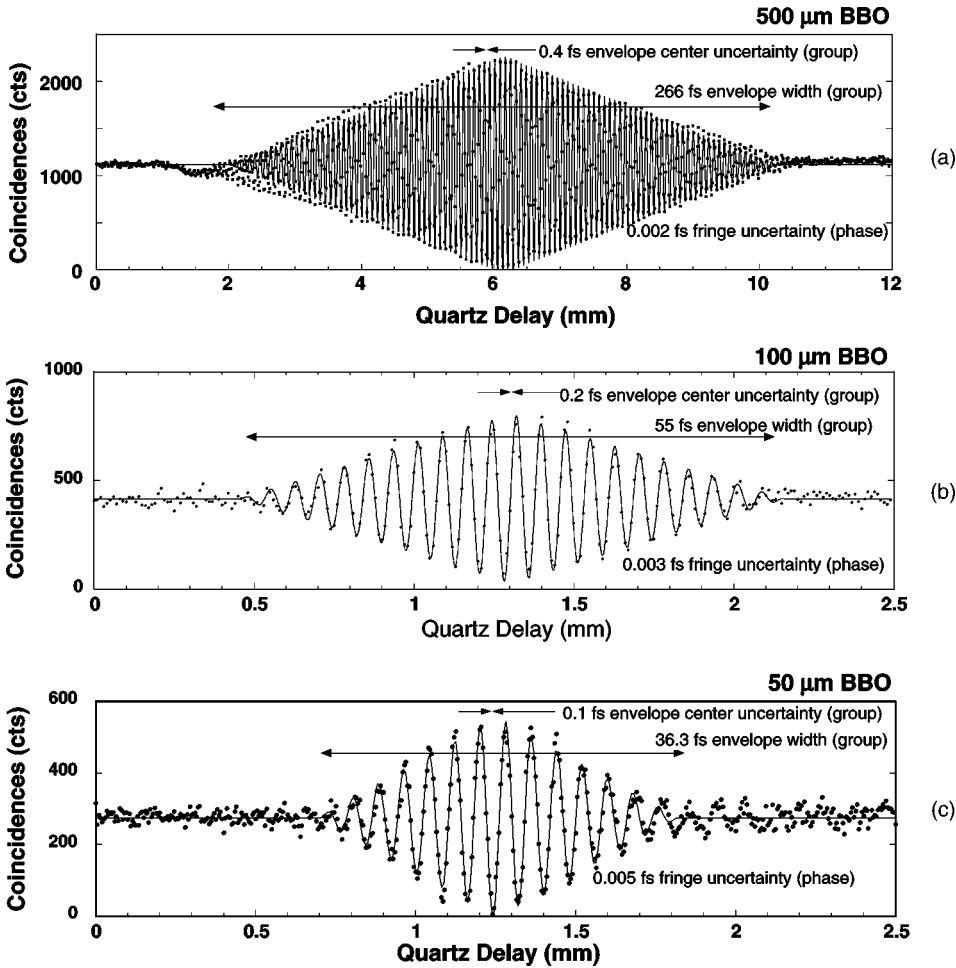 500 µm BBO
Coincidences (cts)
2000
1000
0
0.4 fs envelope center uncertainty (group)
266 fs envelope width (group)
0.002 fs fringe uncertainty (phase)
(a)
0 2 4 6 8 10 12
Quartz Delay (mm)
100 µm BBO
Coincidences (cts)
1000
500
0
0.2 fs envelope center uncertainty (group)
55 fs envelope width (group)
0.003 fs fringe uncertainty (phase)
(b)
0 0.5 1 1.5 2 2.5
Quartz Delay (mm)
50 µm BBO
Coincidences (cts)
600
400
200
0
0.1 fs envelope center uncertainty (group)
36.3 fs envelope width (group)
0.005 fs fringe uncertainty (phase)
(c)
0 0.5 1 1.5 2 2.5
Quartz Delay (mm)